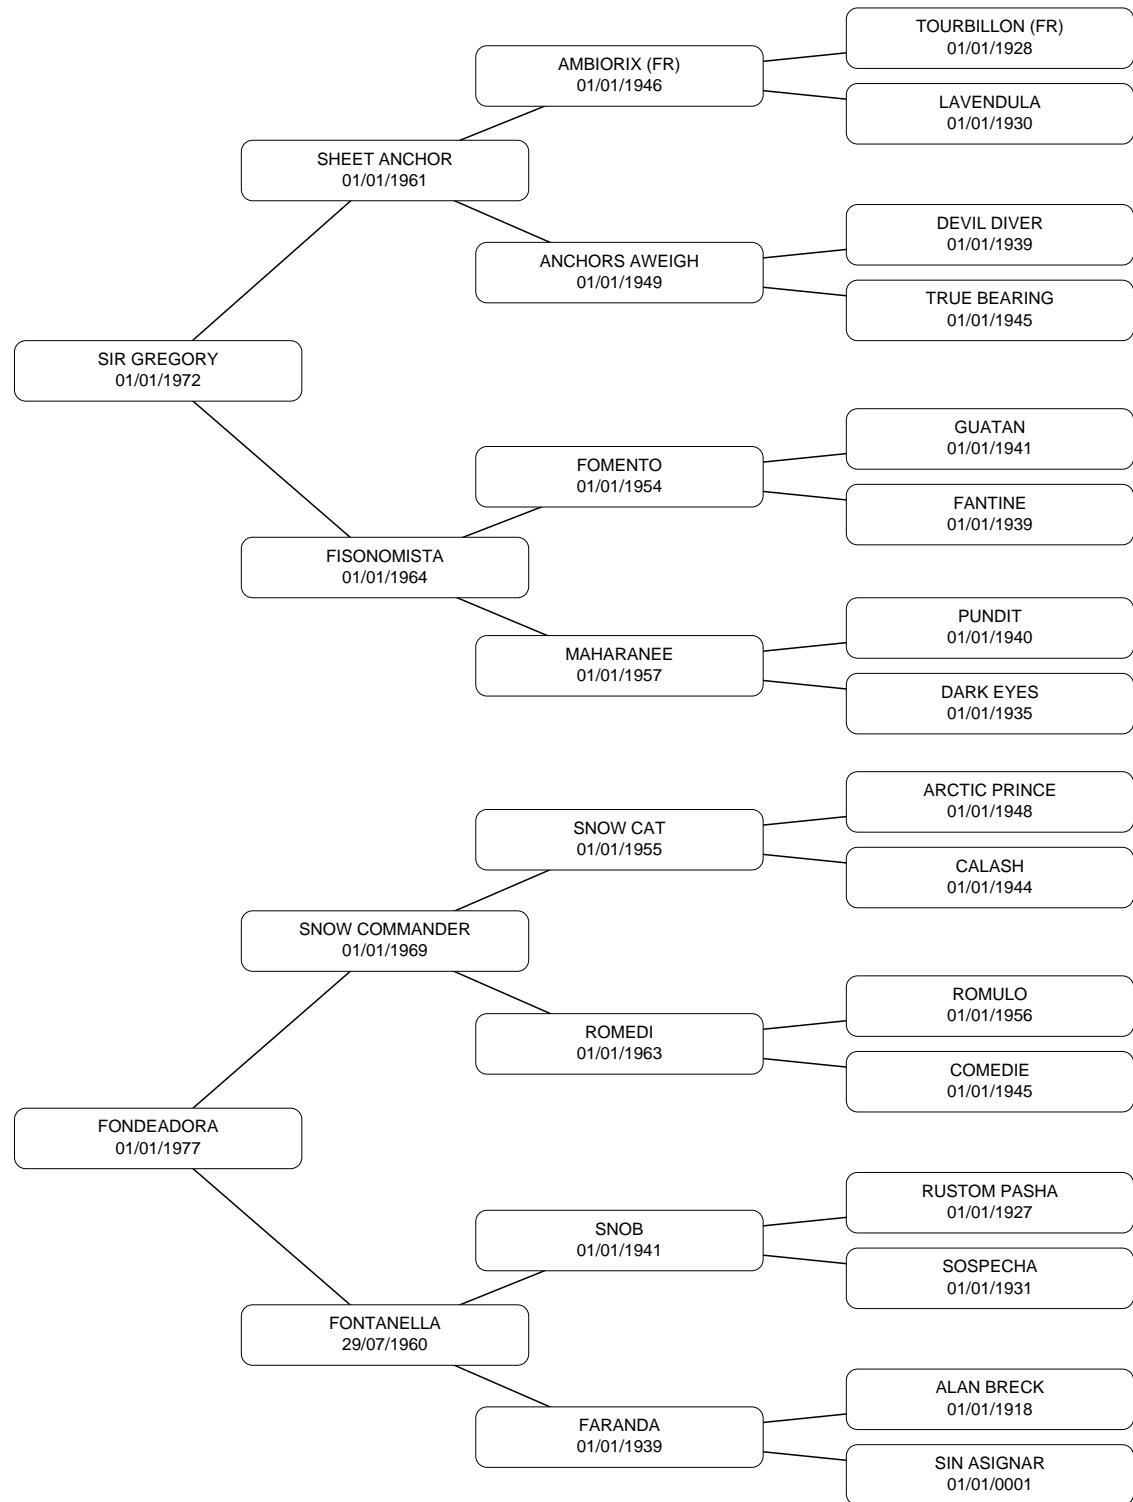 TOURBILLON (FR)
01/01/1928
AMBIORIX (FR)
01/01/1946
LAVENDULA
01/01/1930
SHEET ANCHOR
01/01/1961
DEVIL DIVER
01/01/1939
ANCHORS AWEIGH
01/01/1949
TRUE BEARING
01/01/1945
SIR GREGORY
01/01/1972
GUATAN
01/01/1941
FOMENTO
01/01/1954
FANTINE
01/01/1939
FISONOMISTA
01/01/1964
PUNDIT
01/01/1940
MAHARANEE
01/01/1957
DARK EYES
01/01/1935
ARCTIC PRINCE
01/01/1948
SNOW CAT
01/01/1955
CALASH
01/01/1944
SNOW COMMANDER
01/01/1969
ROMULO
01/01/1956
ROMEDI
01/01/1963
COMEDIE
01/01/1945
FONDEADORA
01/01/1977
RUSTOM PASHA
01/01/1927
SNOB
01/01/1941
SOSPECHA
01/01/1931
FONTANELLA
29/07/1960
ALAN BRECK
01/01/1918
FARANDA
01/01/1939
SIN ASIGNAR
01/01/0001